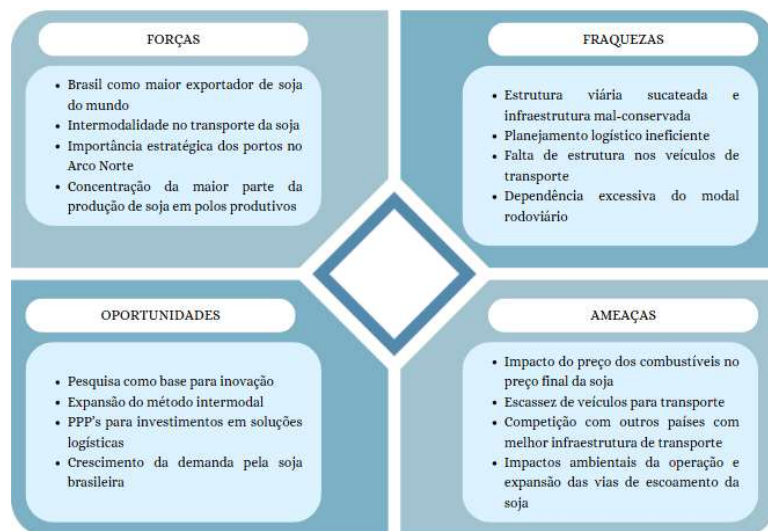 FORÇAS
• Brasil como maior exportador de soja
do mundo
• Intermodalidade no transporte da soja
• Importância estratégica dos portos no
Arco Norte
• Concentração da maior parte da
produção de soja em polos produtivos
FRAQUEZAS
• Estrutura viária sucateada e
infraestrutura mal-conservada
• Planejamento logístico ineficiente
• Falta de estrutura nos veículos de
transporte
• Dependência excessiva do modal
rodoviário
OPORTUNIDADES
• Pesquisa como base para inovação
• Expansão do método intermodal
• PPP's para investimentos em soluções
logísticas
• Crescimento da demanda pela soja
brasileira
AMEAÇAS
• Impacto do preço dos combustíveis no
preço final da soja
• Escassez de veículos para transporte
• Competição com outros países com
melhor infraestrutura de transporte
• Impactos ambientais da operação e
expansão das vias de escoamento da
soja